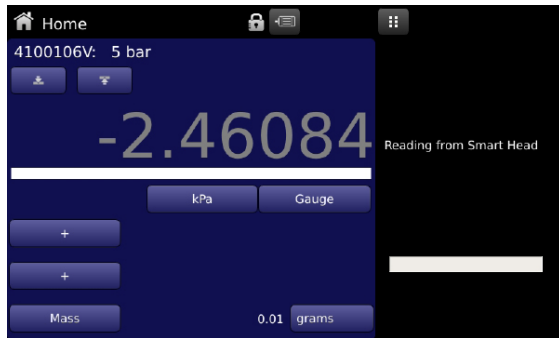 Home
4100106V: 5 bar
-2.46084
Reading from Smart Head
kPa Gauge
+
+
Mass 0.01 grams